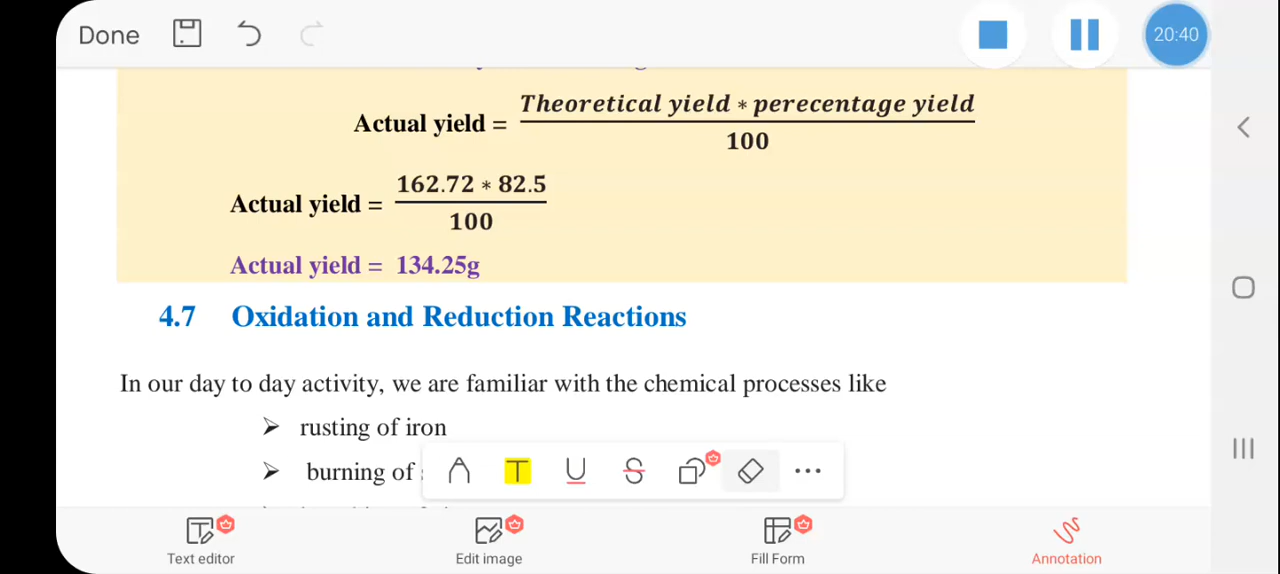 Done
20:40
Actual yield = Theoretical yield * perecentage yield / 100
Actual yield = 162.72 * 82.5 / 100
Actual yield = 134.25g
4.7 Oxidation and Reduction Reactions
In our day to day activity, we are familiar with the chemical processes like
➢ rusting of iron
➢ burning of
T U S
Text editor
Edit image
Fill Form
Annotation